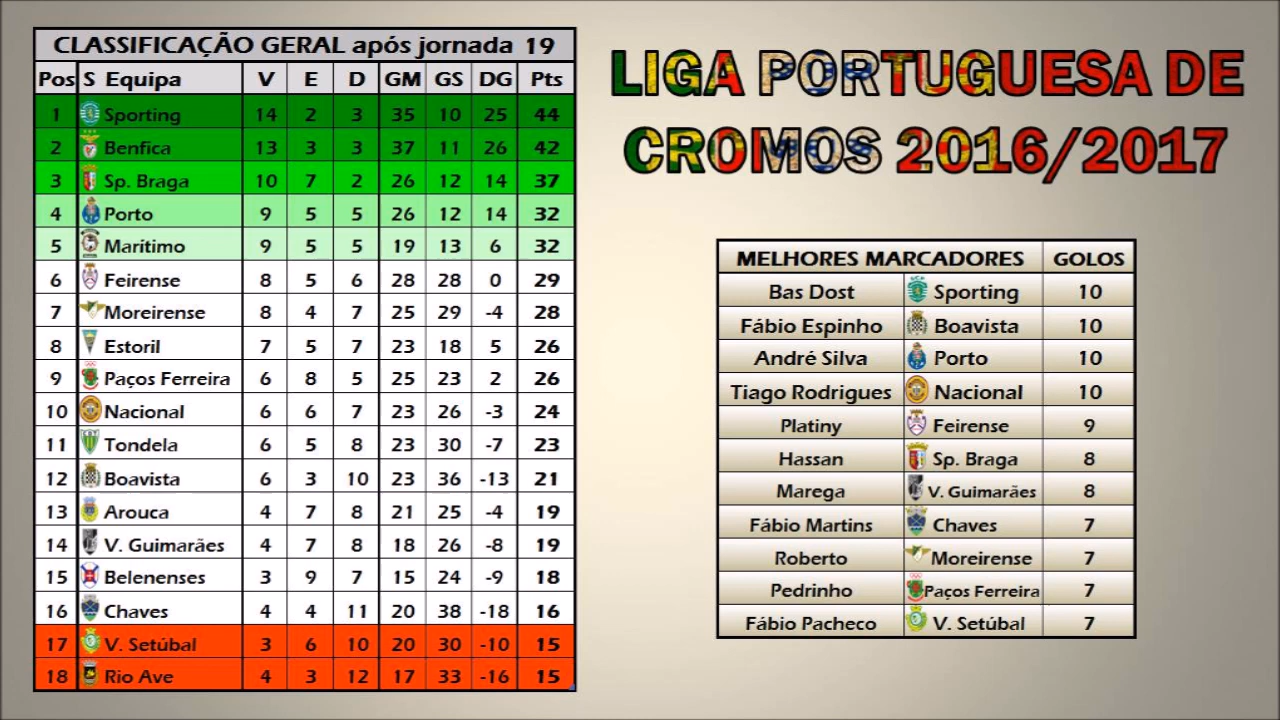 CLASSIFICAÇÃO GERAL após jornada 19
Pos S Equipa V E D GM GS DG Pts
1 Sporting 14 2 3 35 10 25 44
2 Benfica 13 3 3 37 11 26 42
3 Sp. Braga 10 7 2 26 12 14 37
4 Porto 9 5 5 26 12 14 32
5 Marítimo 9 5 5 19 13 6 32
6 Feirense 8 5 6 28 28 0 29
7 Moreirense 8 4 7 25 29 -4 28
8 Estoril 7 5 7 23 18 5 26
9 Paços Ferreira 6 8 5 25 23 2 26
10 Nacional 6 6 7 23 26 -3 24
11 Tondela 6 5 8 23 30 -7 23
12 Boavista 6 3 10 23 36 -13 21
13 Arouca 4 7 8 21 25 -4 19
14 V. Guimarães 4 7 8 18 26 -8 19
15 Belenenses 3 9 7 15 24 -9 18
16 Chaves 4 4 11 20 38 -18 16
17 V. Setúbal 3 6 10 20 30 -10 15
18 Rio Ave 4 3 12 17 33 -16 15
LIGA PORTUGUESA DE
CROMOS 2016/2017
MELHORES MARCADORES GOLOS
Bas Dost Sporting 10
Fábio Espinho Boavista 10
André Silva Porto 10
Tiago Rodrigues Nacional 10
Platiny Feirense 9
Hassan Sp. Braga 8
Marega V. Guimarães 8
Fábio Martins Chaves 7
Roberto Moreirense 7
Pedrinho Paços Ferreira 7
Fábio Pacheco V. Setúbal 7